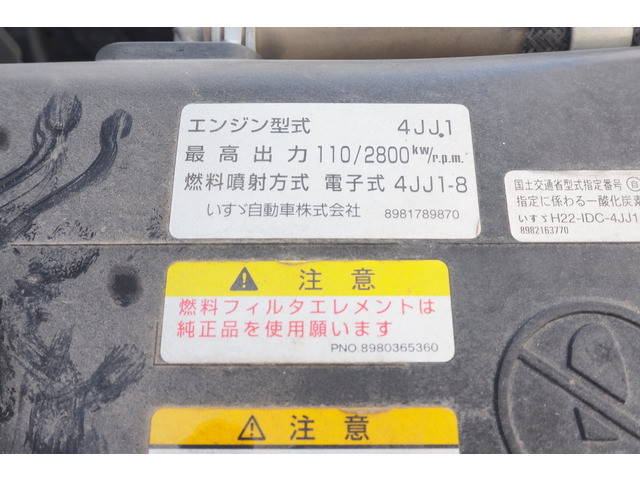 エンジン型式 4JJ1
最高出力 110/2800kw/r.p.m.
燃料噴射方式 電子式 4JJ1-8
いすゞ自動車株式会社 8981789870
国土交通省型式指定番号
指定に係わる一酸化炭素
いすゞH22-IDC-4JJ1
8982163770
注意
燃料フィルタエレメントは
純正品を使用願います
PNO.8980365360
注意